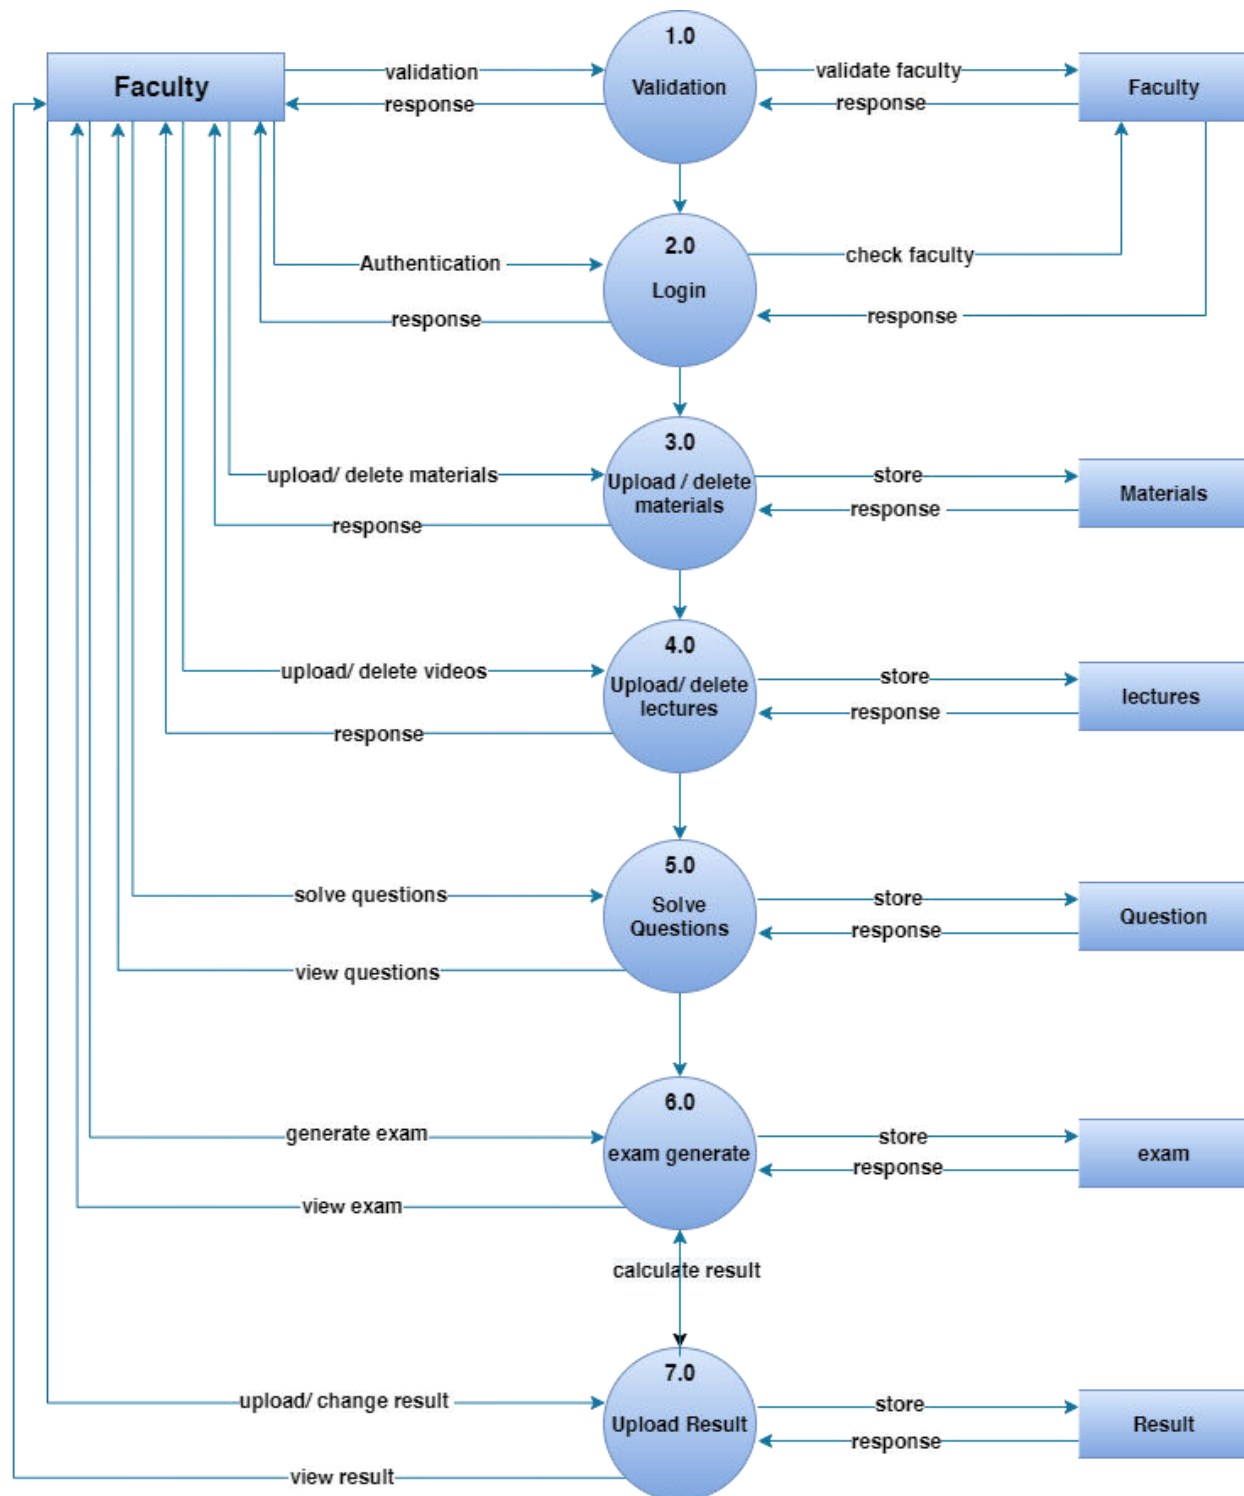 1.0
Faculty
validation
Validation
validate faculty
Faculty
response
response
2.0
Authentication
Login
check faculty
response
response
3.0
upload/ delete materials
Upload / delete
materials
store
Materials
response
response
4.0
upload/ delete videos
Upload/ delete
lectures
store
lectures
response
response
5.0
solve questions
Solve
Questions
store
Question
response
view questions
6.0
generate exam
exam generate
store
exam
response
view exam
calculate result
7.0
upload/ change result
Upload Result
store
Result
response
view result